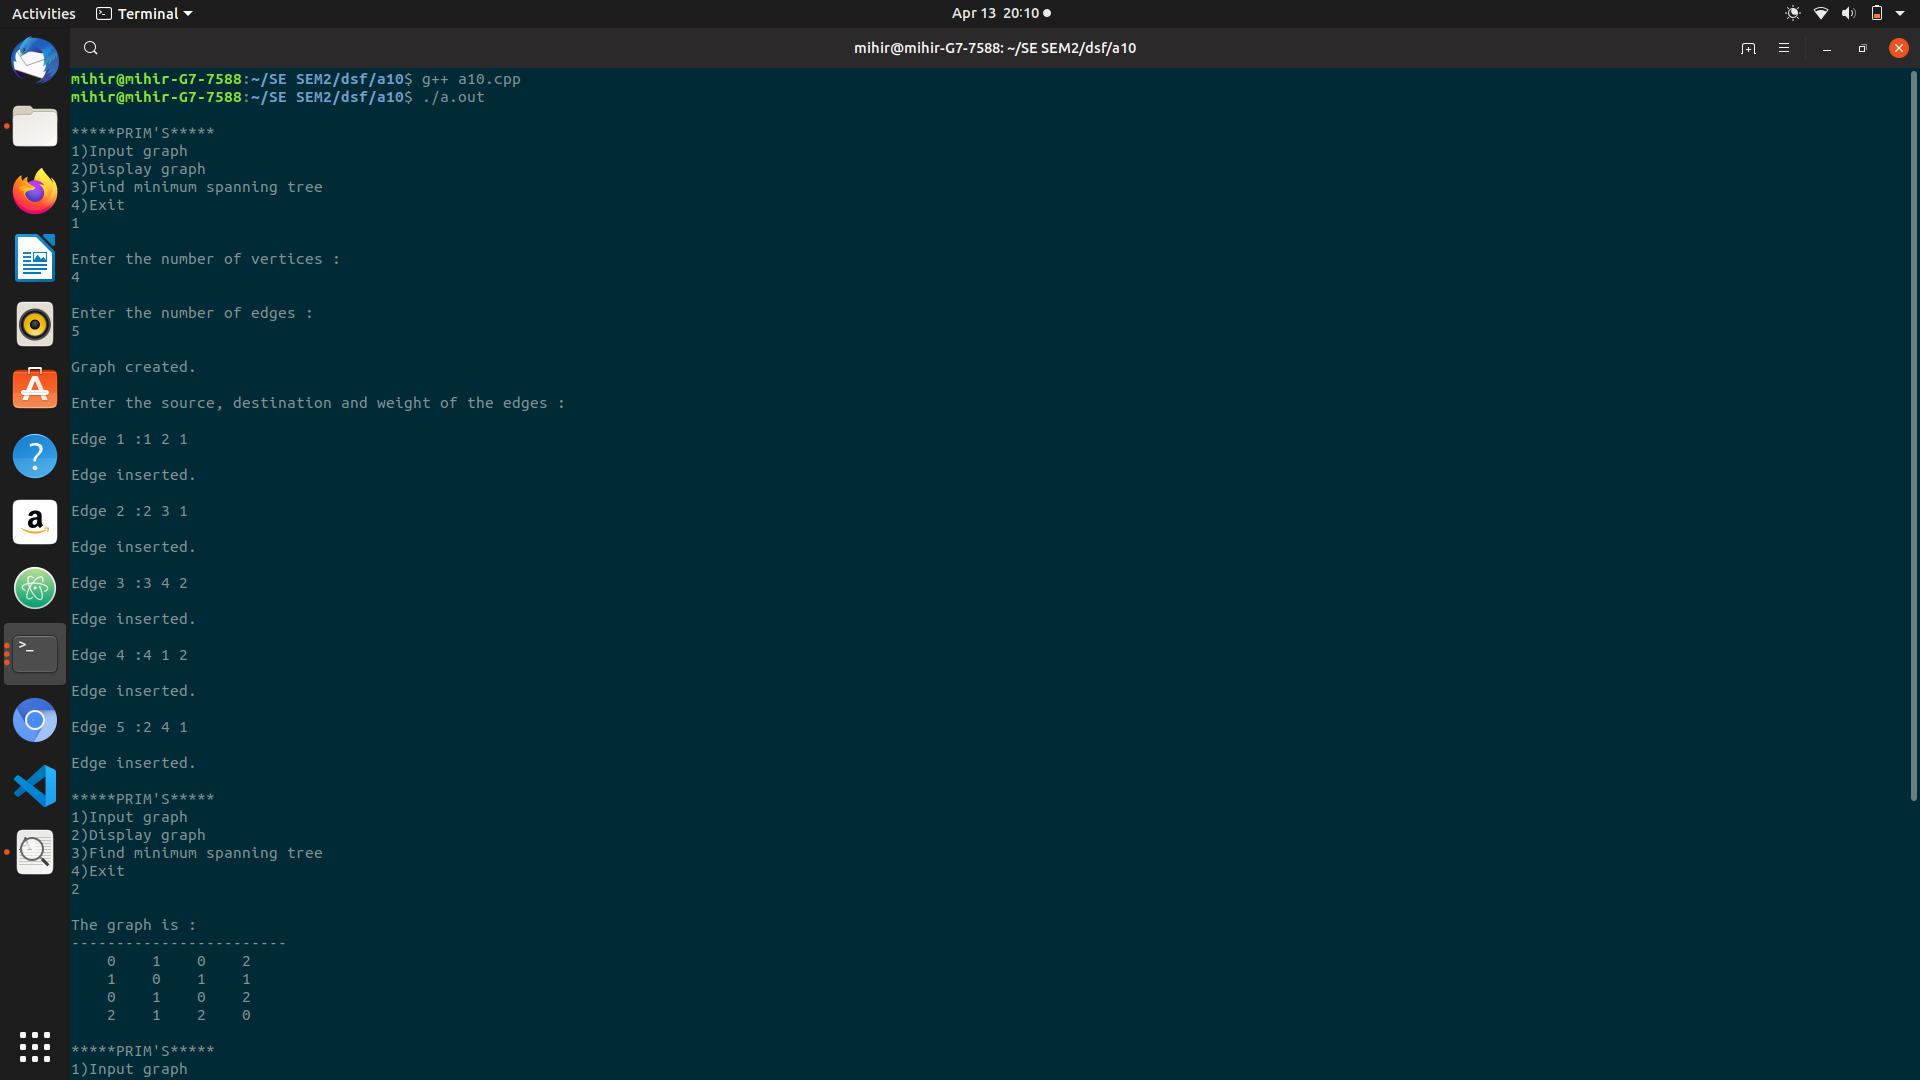 Activities Terminal Apr 13 20:10
mihir@mihir-G7-7588: ~/SE SEM2/dsf/a10
mihir@mihir-G7-7588:~/SE SEM2/dsf/a10$ g++ a10.cpp
mihir@mihir-G7-7588:~/SE SEM2/dsf/a10$ ./a.out
*****PRIM'S*****
1)Input graph
2)Display graph
3)Find minimum spanning tree
4)Exit
1
Enter the number of vertices :
4
Enter the number of edges :
5
Graph created.
Enter the source, destination and weight of the edges :
Edge 1 :1 2 1
Edge inserted.
Edge 2 :2 3 1
Edge inserted.
Edge 3 :3 4 2
Edge inserted.
Edge 4 :4 1 2
Edge inserted.
Edge 5 :2 4 1
Edge inserted.
*****PRIM'S*****
1)Input graph
2)Display graph
3)Find minimum spanning tree
4)Exit
2
The graph is :
------------------------
0 1 0 2
1 0 1 1
0 1 0 2
2 1 2 0
*****PRIM'S*****
1)Input graph